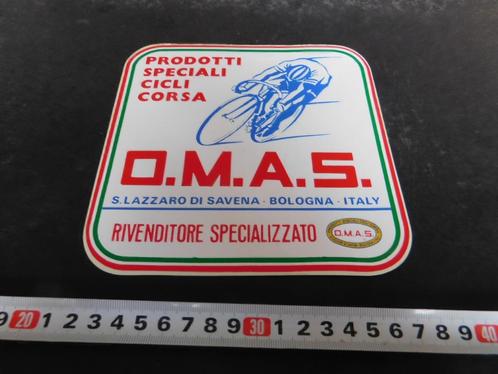 PRODOTTI
SPECIALI
CICLI
CORSA
O.M.A.S.
S.LAZZARO DI SAVENA · BOLOGNA · ITALY
RIVENDITORE SPECIALIZZATO
O.M.A.S.
9 20 1 2 3 4 5 6 7 8 9 30 1 2 3 4 5 6 7 8 9 40